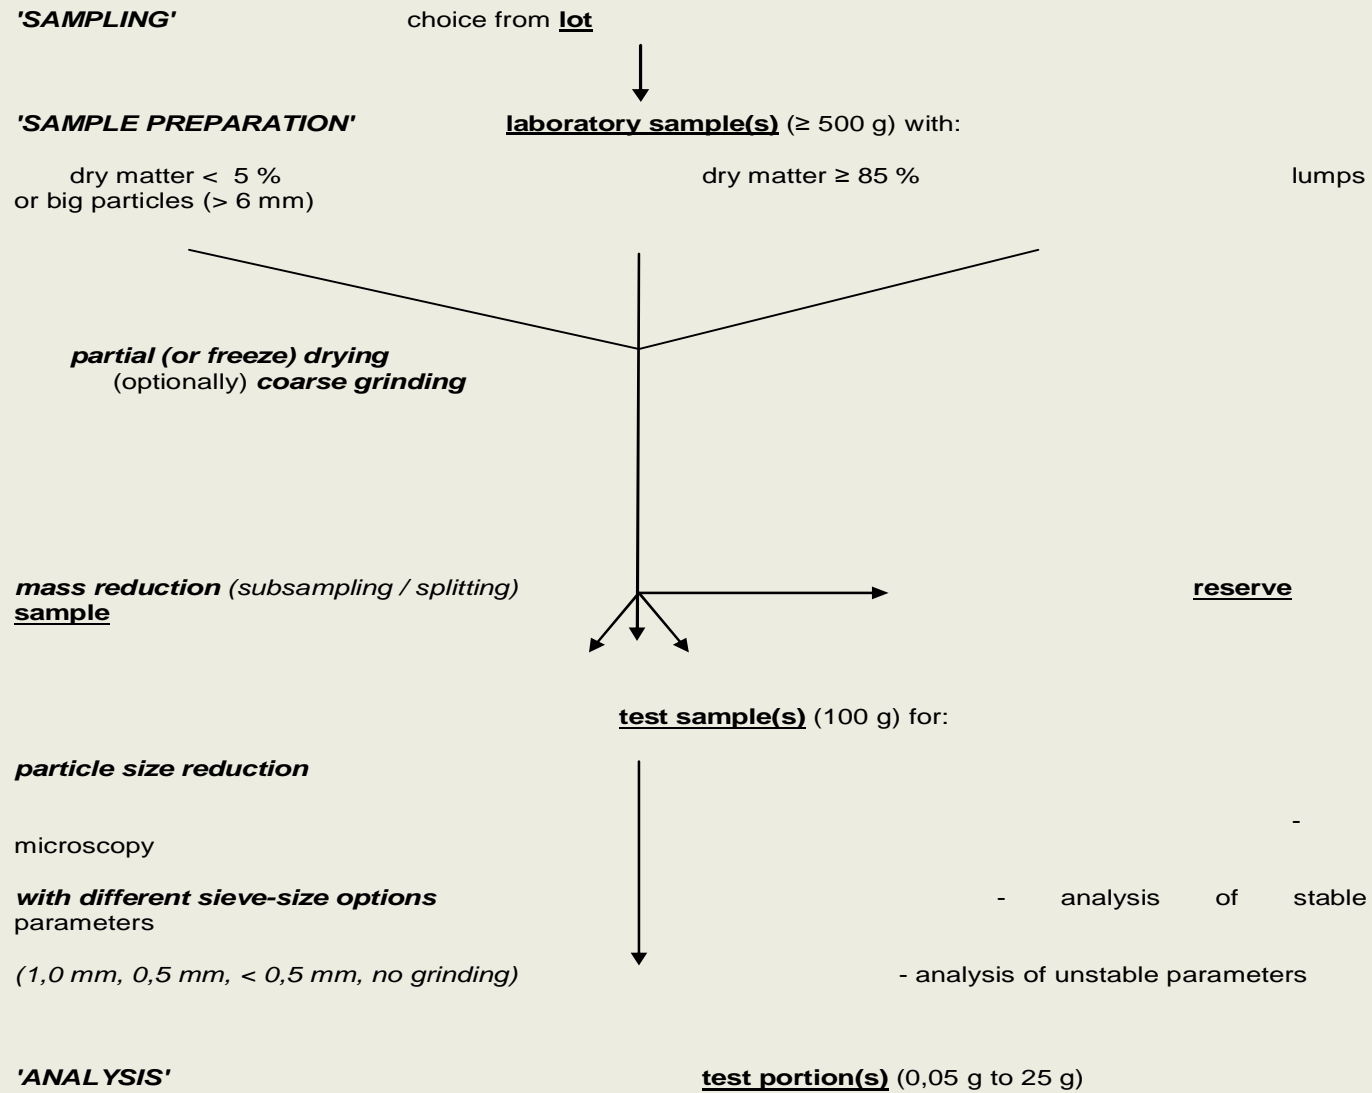 'SAMPLING' choice from lot
'SAMPLE PREPARATION' laboratory sample(s) (≥ 500 g) with:
dry matter < 5 % dry matter ≥ 85 % lumps
or big particles (> 6 mm)
partial (or freeze) drying
(optionally) coarse grinding
mass reduction (subsampling / splitting) reserve
sample
test sample(s) (100 g) for:
particle size reduction
-
microscopy
with different sieve-size options - analysis of stable
parameters
(1,0 mm, 0,5 mm, < 0,5 mm, no grinding) - analysis of unstable parameters
'ANALYSIS' test portion(s) (0,05 g to 25 g)